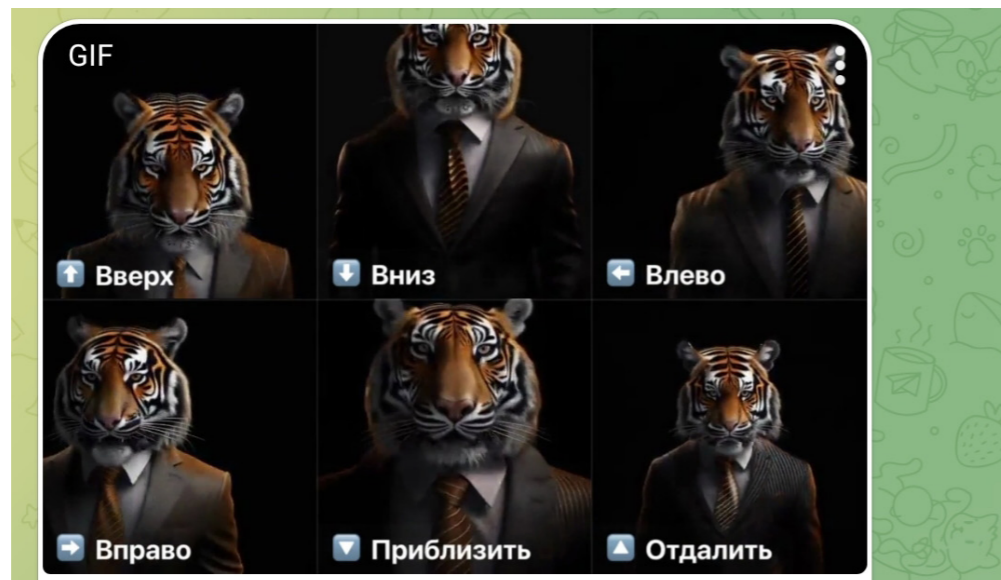 GIF
⬆️ Вверх
⬇️ Вниз
⬅️ Влево
➡️ Вправо
🔽 Приблизить
🔼 Отдалить